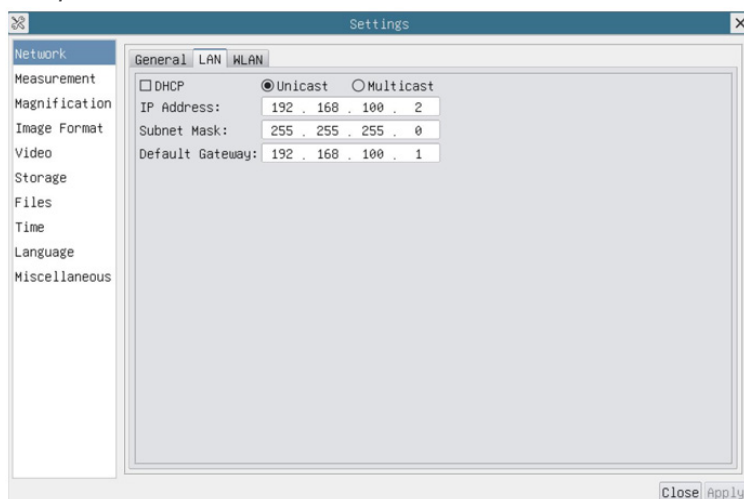 Settings
Network
Measurement
Magnification
Image Format
Video
Storage
Files
Time
Language
Miscellaneous
General LAN WLAN
DHCP Unicast Multicast
IP Address: 192 . 168 . 100 . 2
Subnet Mask: 255 . 255 . 255 . 0
Default Gateway: 192 . 168 . 100 . 1
Close Apply